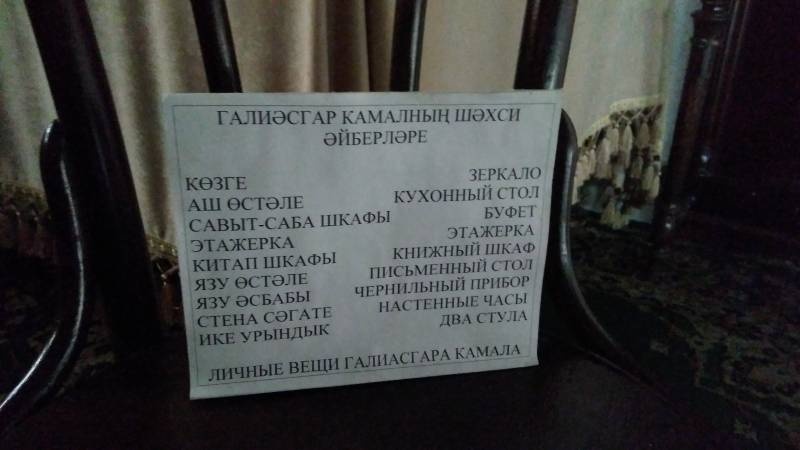 ГАЛИӘСГАР КАМАЛНЫҢ ШӘХСИ
ӘЙБЕРЛӘРЕ
КӨЗГЕ ЗЕРКАЛО
АШ ӨСТӘЛЕ КУХОННЫЙ СТОЛ
САВЫТ-САБА ШКАФЫ БУФЕТ
ЭТАЖЕРКА ЭТАЖЕРКА
КИТАП ШКАФЫ КНИЖНЫЙ ШКАФ
ЯЗУ ӨСТӘЛЕ ПИСЬМЕННЫЙ СТОЛ
ЯЗУ ӘСБАБЫ ЧЕРНИЛЬНЫЙ ПРИБОР
СТЕНА СӘГАТЕ НАСТЕННЫЕ ЧАСЫ
ИКЕ УРЫНДЫК ДВА СТУЛА
ЛИЧНЫЕ ВЕЩИ ГАЛИАСГАРА КАМАЛА